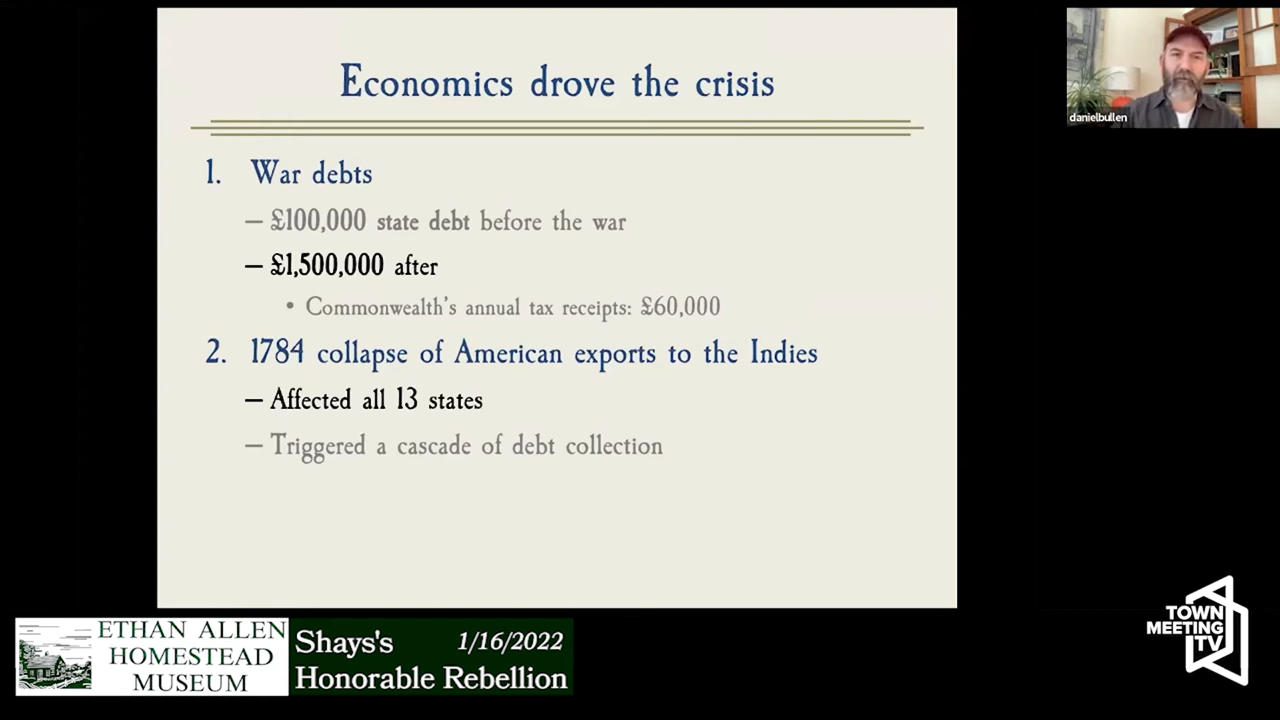 Economics drove the crisis
1. War debts
– £100,000 state debt before the war
– £1,500,000 after
• Commonwealth's annual tax receipts: £60,000
2. 1784 collapse of American exports to the Indies
– Affected all 13 states
– Triggered a cascade of debt collection
danielbullen
ETHAN ALLEN
HOMESTEAD
MUSEUM
Shays's 1/16/2022
Honorable Rebellion
TOWN
MEETING
TV